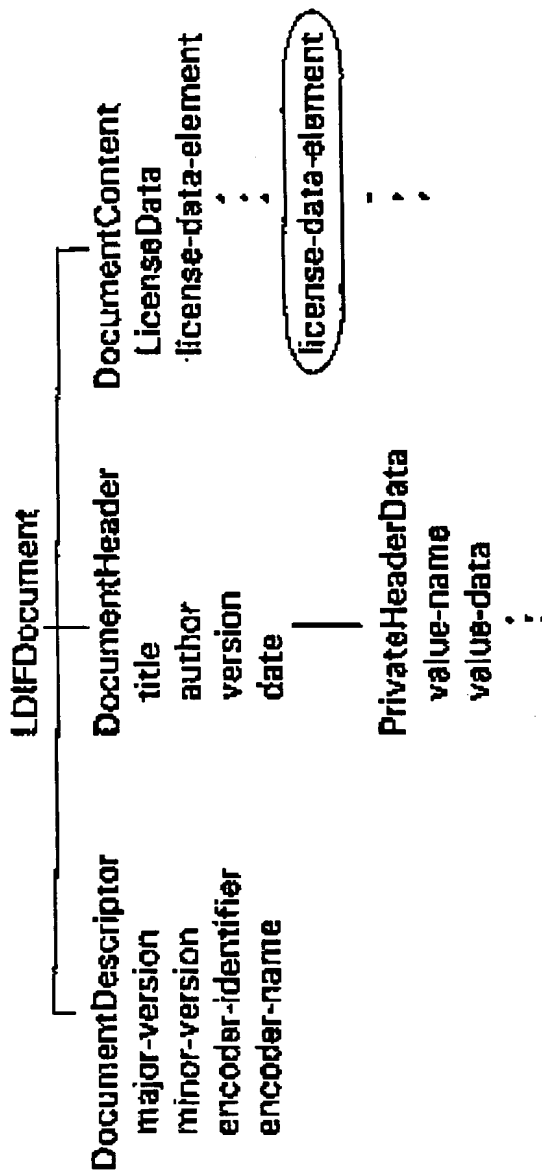 LDIFDocument
DocumentDescriptor
major-version
minor-version
encoder-identifier
encoder-name
DocumentHeader
title
author
version
date
PrivateHeaderData
value-name
value-data
DocumentContent
LicenseData
license-data-element
license-data-element